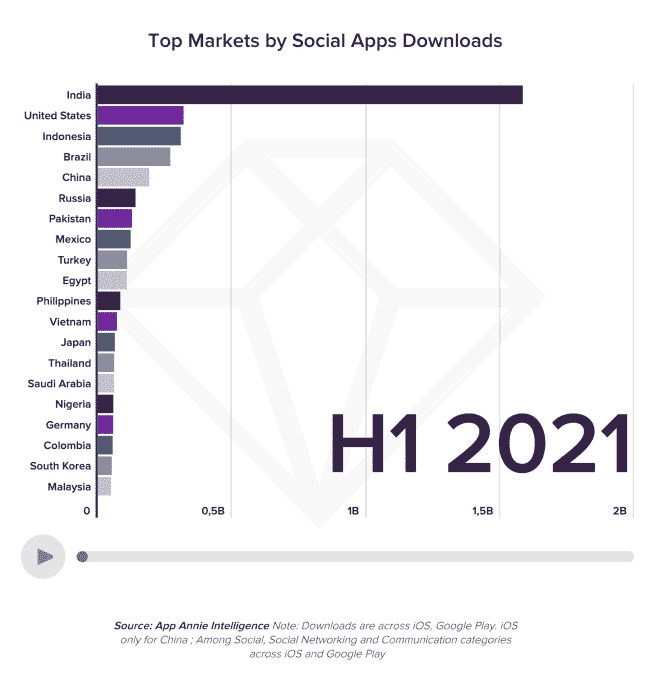 Top Markets by Social Apps Downloads
India
United States
Indonesia
Brazil
China
Russia
Pakistan
Mexico
Turkey
Egypt
Philippines
Vietnam
Japan
Thailand
Saudi Arabia
Nigeria
Germany
Colombia
South Korea
Malaysia
H1 2021
0 0,5B 1B 1,5B 2B
Source: App Annie Intelligence Note: Downloads are across iOS, Google Play. iOS
only for China ; Among Social, Social Networking and Communication categories
across iOS and Google Play